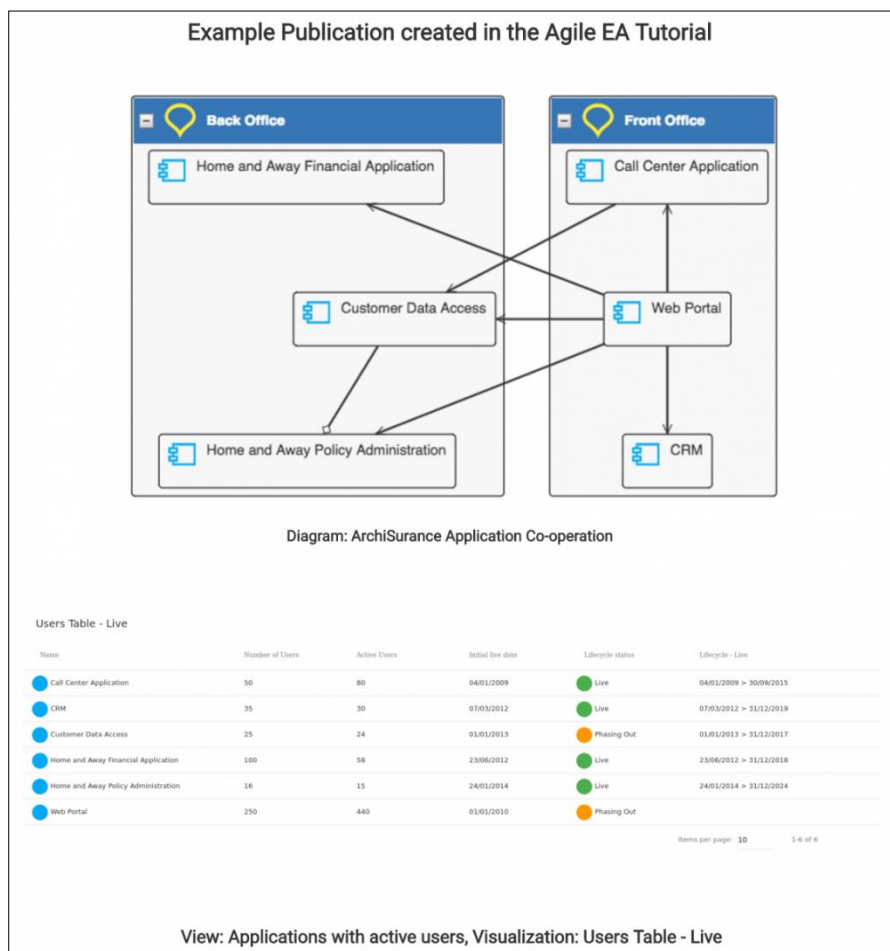 Example Publication created in the Agile EA Tutorial
Back Office
Front Office
Home and Away Financial Application
Call Center Application
Customer Data Access
Web Portal
Home and Away Policy Administration
CRM
Diagram: ArchiSurance Application Co-operation
Users Table - Live
Name Number of Users Active Users Initial live date Lifecycle status Lifecycle - Live
Call Center Application 50 80 04/01/2009 Live 04/01/2009 > 30/09/2015
CRM 35 30 07/03/2012 Live 07/03/2012 > 31/12/2019
Customer Data Access 25 24 01/01/2013 Phasing Out 01/01/2013 > 31/12/2017
Home and Away Financial Application 100 58 23/06/2012 Live 23/06/2012 > 31/12/2018
Home and Away Policy Administration 16 15 24/01/2014 Live 24/01/2014 > 31/12/2024
Web Portal 250 440 01/01/2010 Phasing Out
Items per page: 10 1-6 of 6
View: Applications with active users, Visualization: Users Table - Live